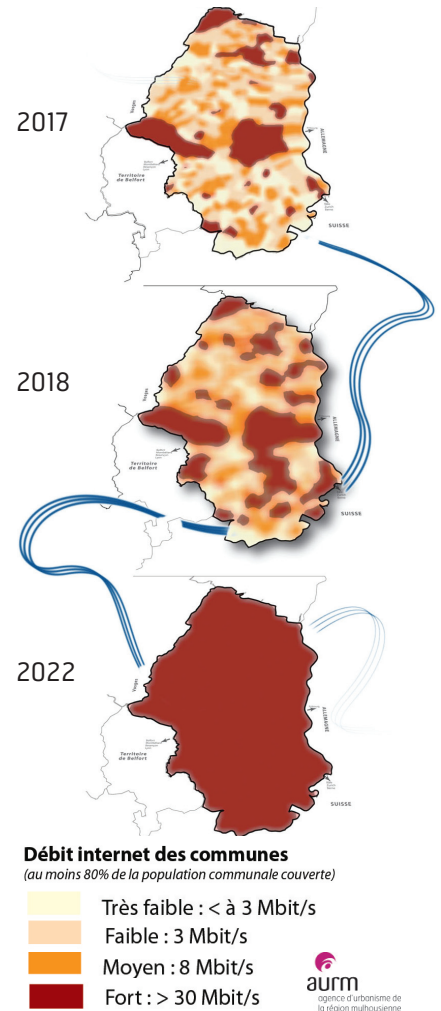 2017
Vosges
ALLEMAGNE
Territoire
de Belfort
SUISSE
2018
Vosges
ALLEMAGNE
Territoire
de Belfort
SUISSE
2022
Vosges
ALLEMAGNE
Territoire
de Belfort
SUISSE
Débit internet des communes
(au moins 80% de la population communale couverte)
Très faible : < à 3 Mbit/s
Faible : 3 Mbit/s
Moyen : 8 Mbit/s
Fort : > 30 Mbit/s
aurm
agence d'urbanisme de
la région mulhousienne